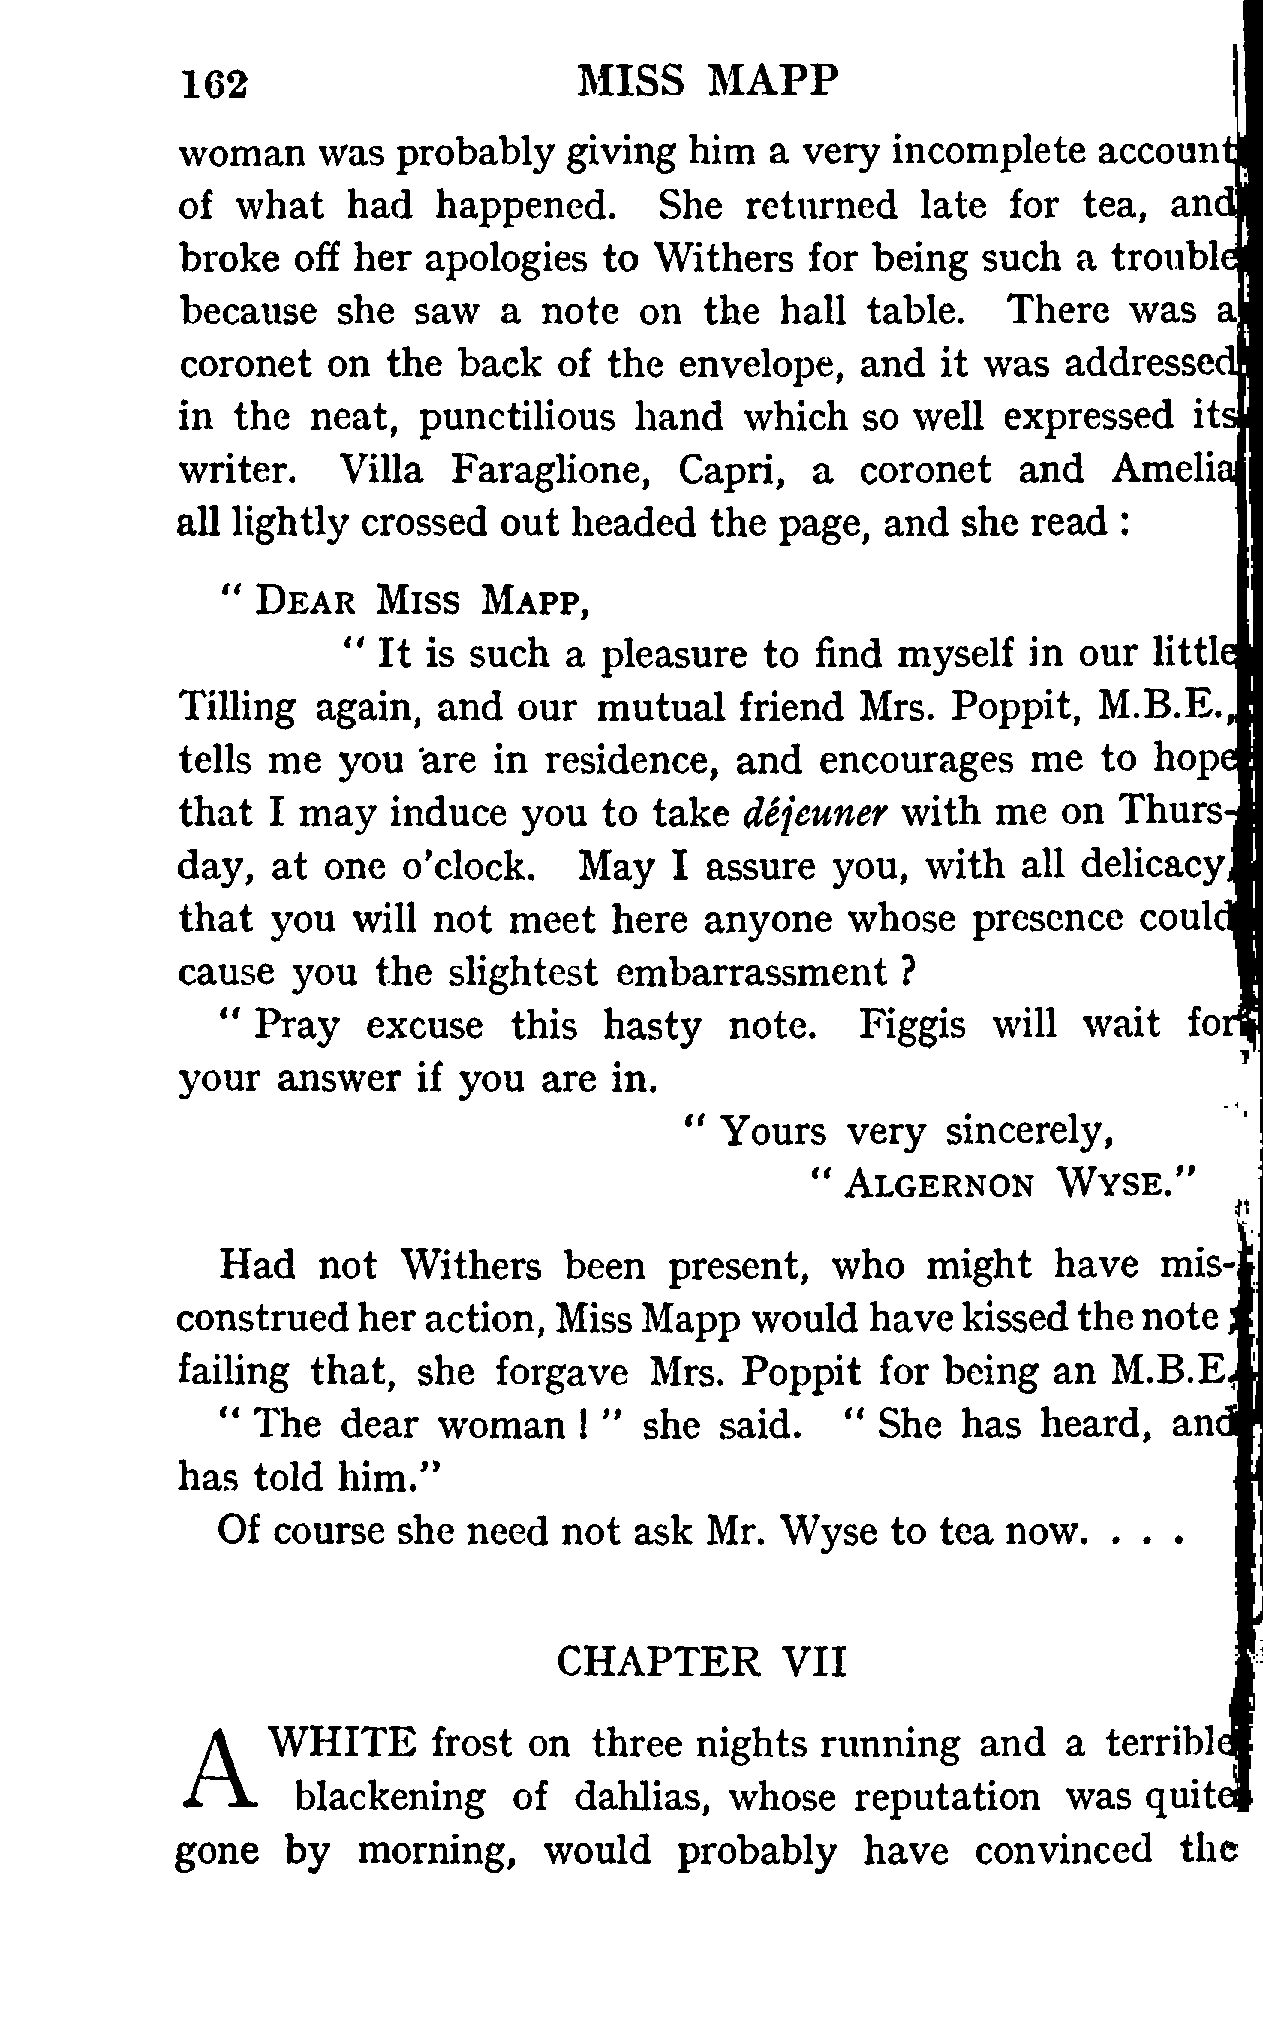 162 MISS MAPP
woman was probably giving him a very incomplete account
of what had happened. She returned late for tea, and
broke off her apologies to Withers for being such a trouble
because she saw a note on the hall table. There was a
coronet on the back of the envelope, and it was addressed
in the neat, punctilious hand which so well expressed its
writer. Villa Faraglione, Capri, a coronet and Amelia
all lightly crossed out headed the page, and she read :
“ DEAR MISS MAPP,
“ It is such a pleasure to find myself in our little
Tilling again, and our mutual friend Mrs. Poppit, M.B.E.,
tells me you are in residence, and encourages me to hope
that I may induce you to take déjeuner with me on Thurs-
day, at one o'clock. May I assure you, with all delicacy,
that you will not meet here anyone whose presence could
cause you the slightest embarrassment ?
“ Pray excuse this hasty note. Figgis will wait for
your answer if you are in.
“ Yours very sincerely,
“ ALGERNON WYSE.”
Had not Withers been present, who might have mis-
construed her action, Miss Mapp would have kissed the note ;
failing that, she forgave Mrs. Poppit for being an M.B.E.
“ The dear woman ! ” she said. “ She has heard, and
has told him.”
Of course she need not ask Mr. Wyse to tea now. . . .
CHAPTER VII
A WHITE frost on three nights running and a terrible
blackening of dahlias, whose reputation was quite
gone by morning, would probably have convinced the